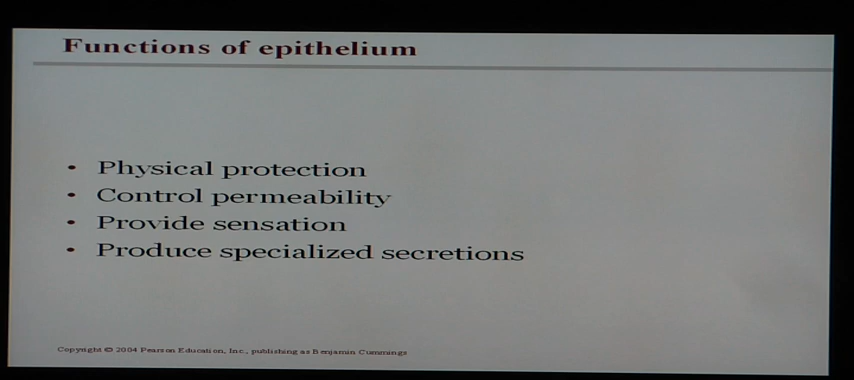 Functions of epithelium
• Physical protection
• Control permeability
• Provide sensation
• Produce specialized secretions
Copyright © 2004 Pearson Education, Inc., publishing as Benjamin Cummings